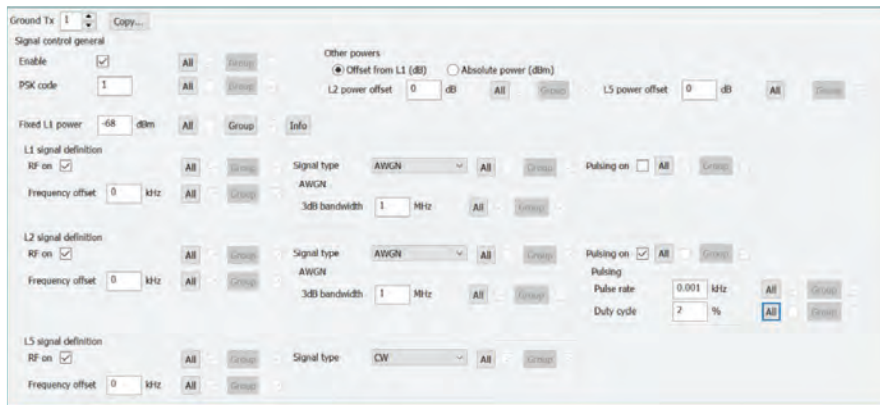 Ground Tx 1 Copy...
Signal control general
Enable All Group
Other powers
Offset from L1 (dB) Absolute power (dBm)
PSK code 1 All Group L2 power offset 0 dB All Group L5 power offset 0 dB All Group
Fixed L1 power -68 dBm All Group Info
L1 signal definition
RF on All Group Signal type AWGN All Group Pulsing on All Group
AWGN
Frequency offset 0 kHz All Group 3dB bandwidth 1 MHz All Group
L2 signal definition
RF on All Group Signal type AWGN All Group Pulsing on All Group
AWGN Pulsing
Frequency offset 0 kHz All Group 3dB bandwidth 1 MHz All Group Pulse rate 0.001 kHz All Group
Duty cycle 2 % All Group
L5 signal definition
RF on All Group Signal type CW All Group
Frequency offset 0 kHz All Group